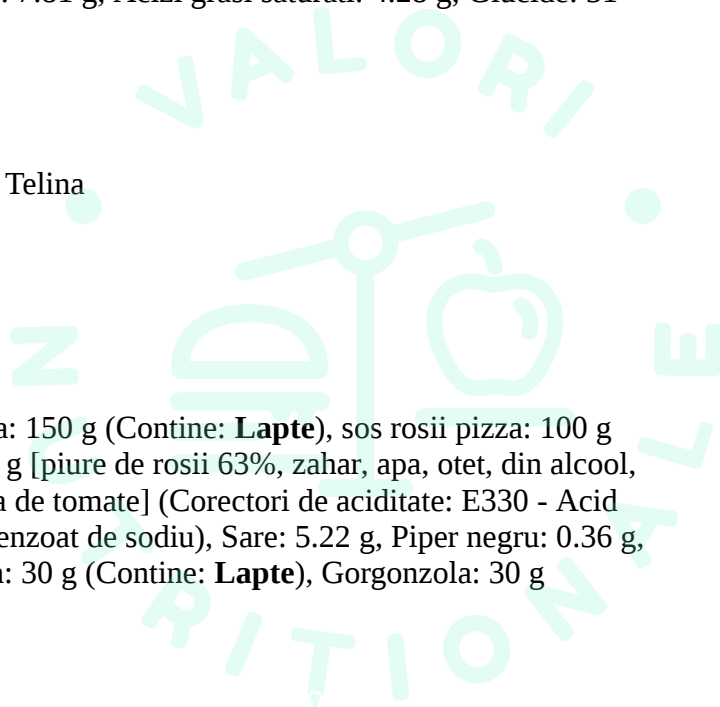 VALORI
Telina
a: 150 g (Contine: Lapte), sos rosii pizza: 100 g
g [piure de rosii 63%, zahar, apa, otet, din alcool,
a de tomate] (Corectori de aciditate: E330 - Acid
enzoat de sodiu), Sare: 5.22 g, Piper negru: 0.36 g,
: 30 g (Contine: Lapte), Gorgonzola: 30 g
NUTRITIONALE